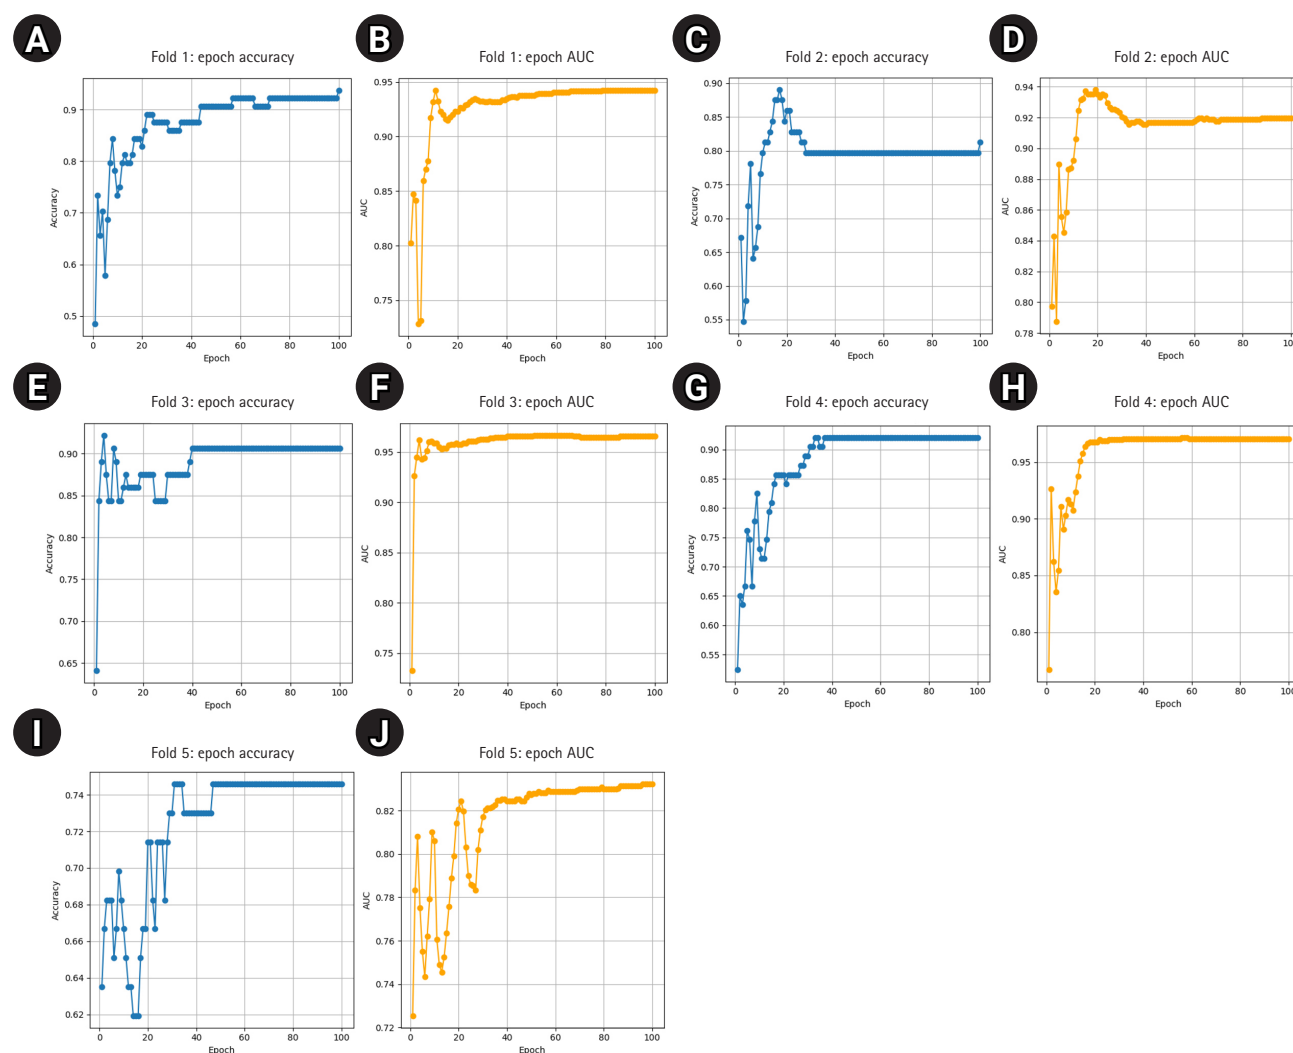 A
Fold 1: epoch accuracy
Accuracy
0.9
0.8
0.7
0.6
0.5
0 20 40 60 80 100
Epoch
B
Fold 1: epoch AUC
AUC
0.95
0.90
0.85
0.80
0.75
0 20 40 60 80 100
Epoch
C
Fold 2: epoch accuracy
Accuracy
0.90
0.85
0.80
0.75
0.70
0.65
0.60
0.55
0 20 40 60 80 100
Epoch
D
Fold 2: epoch AUC
AUC
0.94
0.92
0.90
0.88
0.86
0.84
0.82
0.80
0.78
0 20 40 60 80 100
Epoch
E
Fold 3: epoch accuracy
Accuracy
0.90
0.85
0.80
0.75
0.70
0.65
0 20 40 60 80 100
Epoch
F
Fold 3: epoch AUC
AUC
0.95
0.90
0.85
0.80
0.75
0 20 40 60 80 100
Epoch
G
Fold 4: epoch accuracy
Accuracy
0.90
0.85
0.80
0.75
0.70
0.65
0.60
0.55
0 20 40 60 80 100
Epoch
H
Fold 4: epoch AUC
AUC
0.95
0.90
0.85
0.80
0 20 40 60 80 100
Epoch
I
Fold 5: epoch accuracy
Accuracy
0.74
0.72
0.70
0.68
0.66
0.64
0.62
0 20 40 60 80 100
Epoch
J
Fold 5: epoch AUC
AUC
0.82
0.80
0.78
0.76
0.74
0.72
0 20 40 60 80 100
Epoch